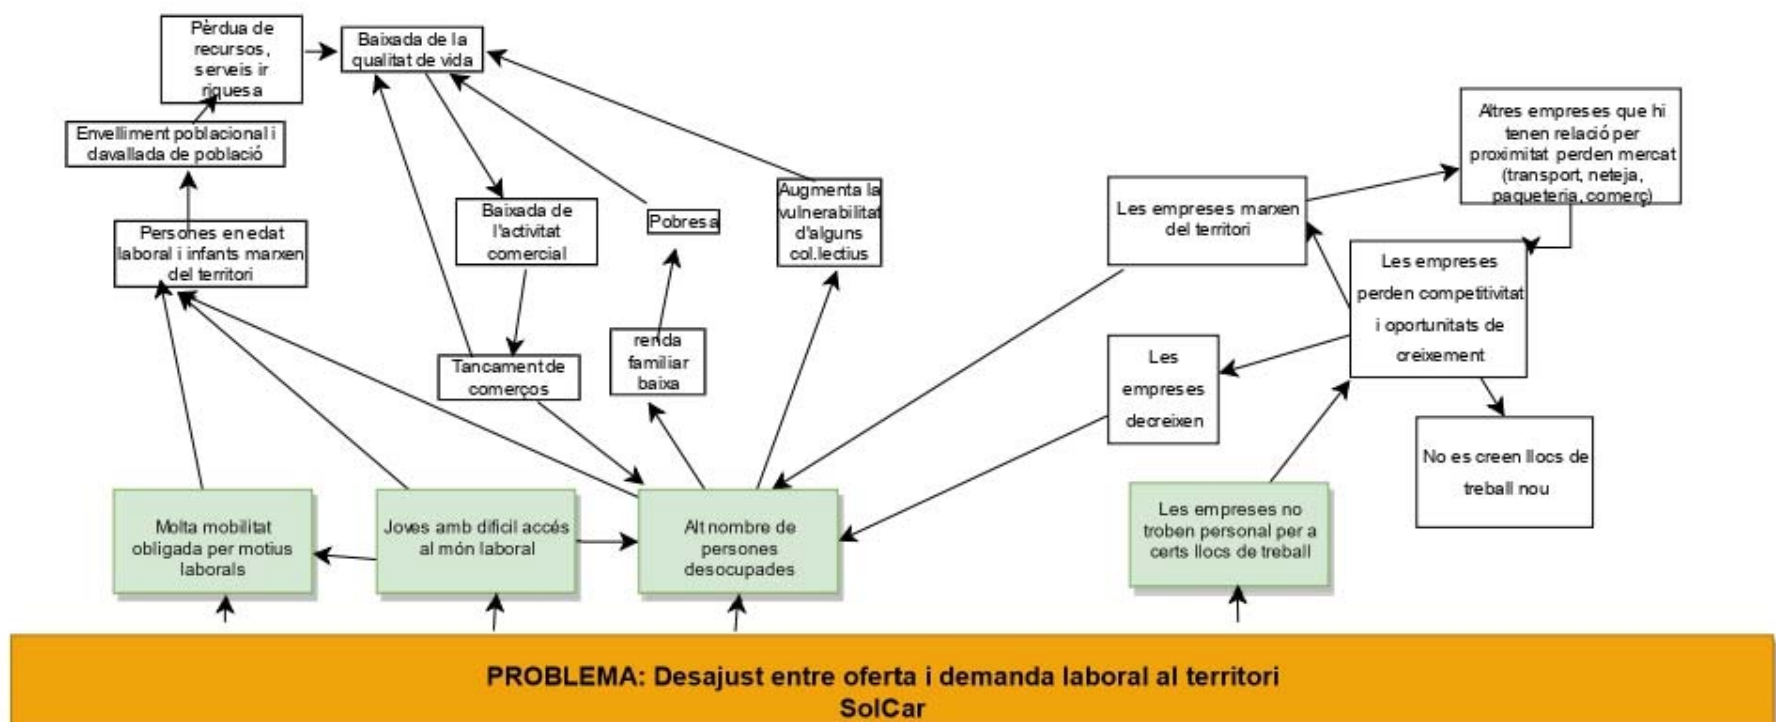 Pèrdua de
recursos,
serveis ir
riquesa
Baixada de la
qualitat de vida
Envelliment poblacional i
davallada de població
Persones en edat
laboral i infants marxen
del territori
Baixada de
l'activitat
comercial
Pobresa
Augmenta la
vulnerabilitat
d'alguns
col.lectius
Tancament de
comerços
renda
familiar
baixa
Les empreses marxen
del territori
Altres empreses que hi
tenen relació per
proximitat perden mercat
(transport, neteja,
paqueteria, comerç)
Les empreses
perden competitivitat
i oportunitats de
creixement
Les
empreses
decreixen
No es creen llocs de
treball nou
Molta mobilitat
obligada per motius
laborals
Joves amb dificil accés
al món laboral
Alt nombre de
persones
desocupades
Les empreses no
troben personal per a
certs llocs de treball
PROBLEMA: Desajust entre oferta i demanda laboral al territori
SolCar